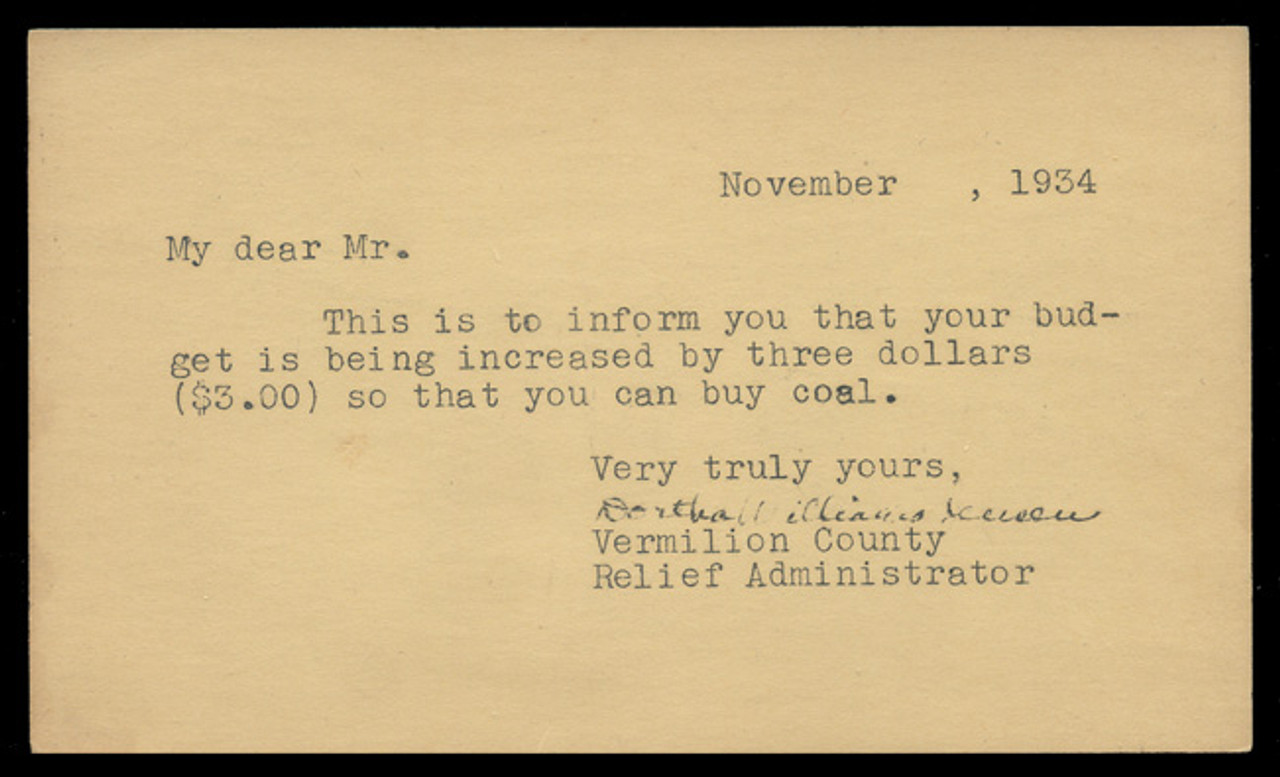 November , 1934
My dear Mr.
This is to inform you that your bud-
get is being increased by three dollars
($3.00) so that you can buy coal.
Very truly yours,
Williams
Vermilion County
Relief Administrator